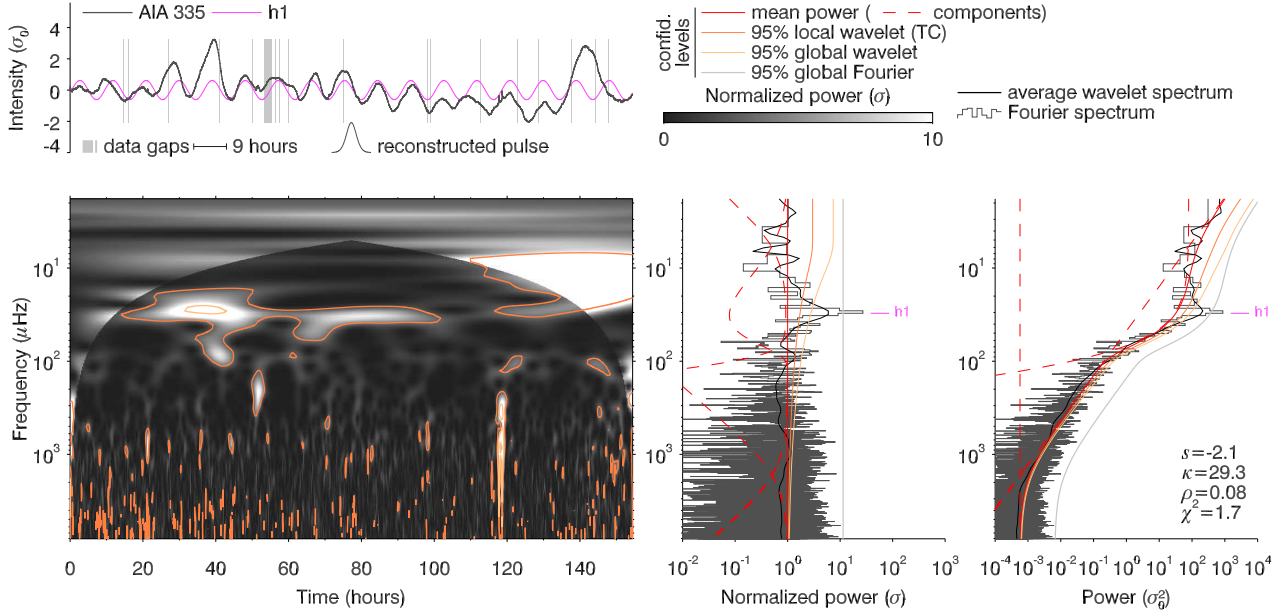 AIA 335
h1
Intensity (σ₀)
4
2
0
-2
-4
data gaps
9 hours
reconstructed pulse
confid. levels
mean power ( components)
95% local wavelet (TC)
95% global wavelet
95% global Fourier
Normalized power (σ)
0
10
average wavelet spectrum
Fourier spectrum
Frequency (μHz)
10¹
10²
10³
0 20 40 60 80 100 120 140
Time (hours)
10¹
10²
10³
h1
10⁻² 10⁻¹ 10⁰ 10¹ 10² 10³
Normalized power (σ)
10¹
10²
10³
h1
s=-2.1
κ=29.3
ρ₀=0.08
χ²=1.7
10⁻⁴ 10⁻³ 10⁻² 10⁻¹ 10⁰ 10¹ 10² 10³ 10⁴
Power (σ₀²)